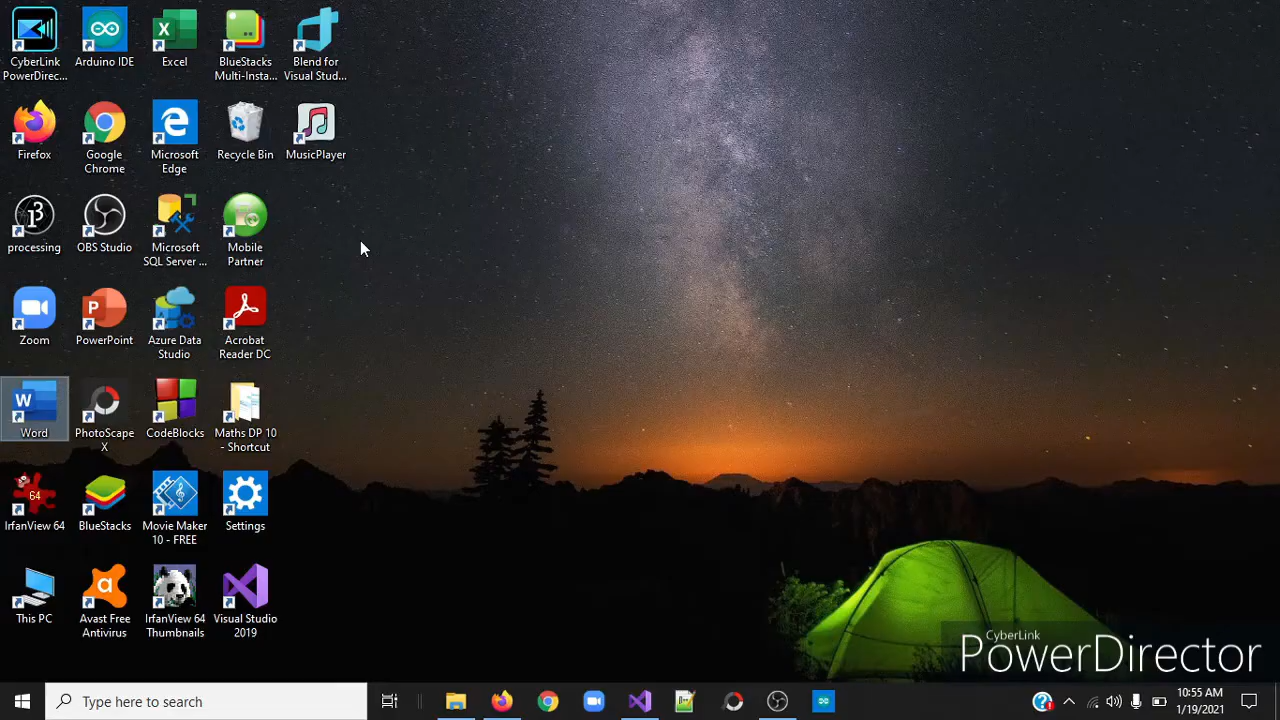 CyberLink
PowerDirec...
Arduino IDE
Excel
BlueStacks
Multi-Insta...
Blend for
Visual Stud...
Firefox
Google
Chrome
Microsoft
Edge
Recycle Bin
MusicPlayer
processing
OBS Studio
Microsoft
SQL Server ...
Mobile
Partner
Zoom
PowerPoint
Azure Data
Studio
Acrobat
Reader DC
Word
PhotoScape
X
CodeBlocks
Maths DP 10
- Shortcut
IrfanView 64
BlueStacks
Movie Maker
10 - FREE
Settings
This PC
Avast Free
Antivirus
IrfanView 64
Thumbnails
Visual Studio
2019
CyberLink
PowerDirector
Type here to search
10:55 AM
1/19/2021